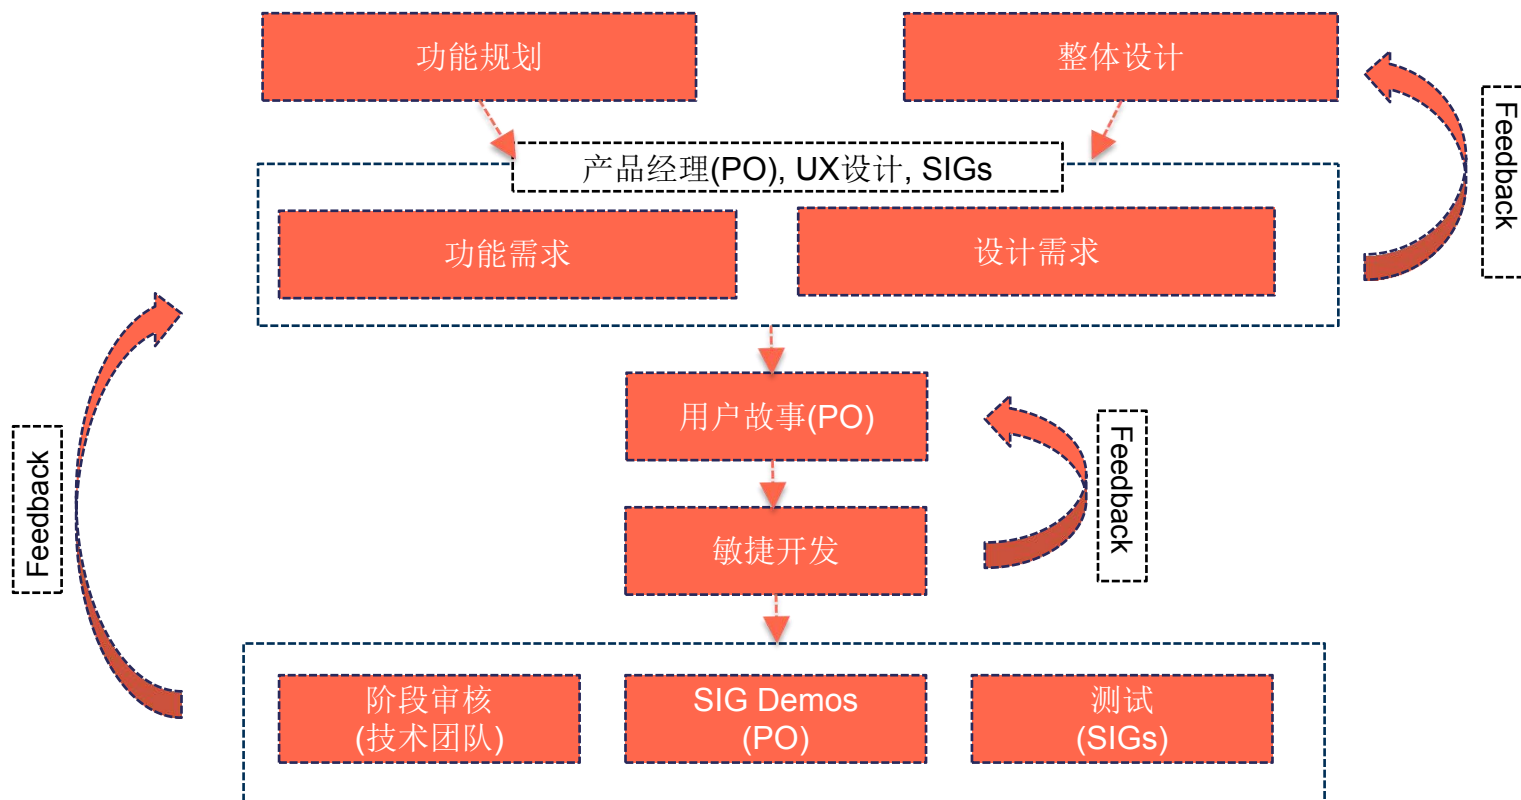 功能规划
整体设计
Feedback
产品经理(PO), UX设计, SIGs
功能需求
设计需求
用户故事(PO)
Feedback
Feedback
敏捷开发
阶段审核
(技术团队)
SIG Demos
(PO)
测试
(SIGs)